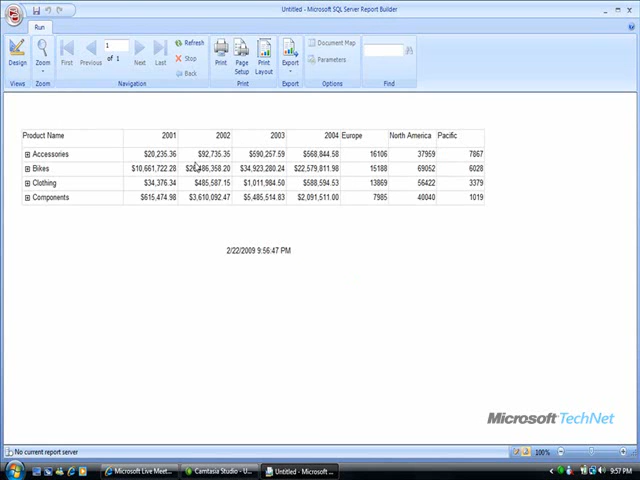 Untitled - Microsoft SQL Server Report Builder
Run
Design
Zoom
First
Previous
1
of 1
Next
Last
Refresh
Stop
Back
Print
Page Setup
Print Layout
Export
Document Map
Parameters
Views
Zoom
Navigation
Print
Options
Find
Product Name 2001 2002 2003 2004 Europe North America Pacific
Accessories $20,235.36 $92,735.35 $590,257.59 $568,844.58 16106 37959 7867
Bikes $10,661,722.28 $26,486,358.20 $34,923,280.24 $22,579,811.98 15188 69052 6028
Clothing $34,376.34 $485,587.15 $1,011,984.50 $588,594.53 13869 56422 3379
Components $615,474.98 $3,610,092.47 $5,485,514.83 $2,091,511.00 7985 40040 1019
2/22/2009 9:56:47 PM
Microsoft TechNet
No current report server
100%
Microsoft Live Meet...
Camtasia Studio - U...
Untitled - Microsoft ...
9:57 PM